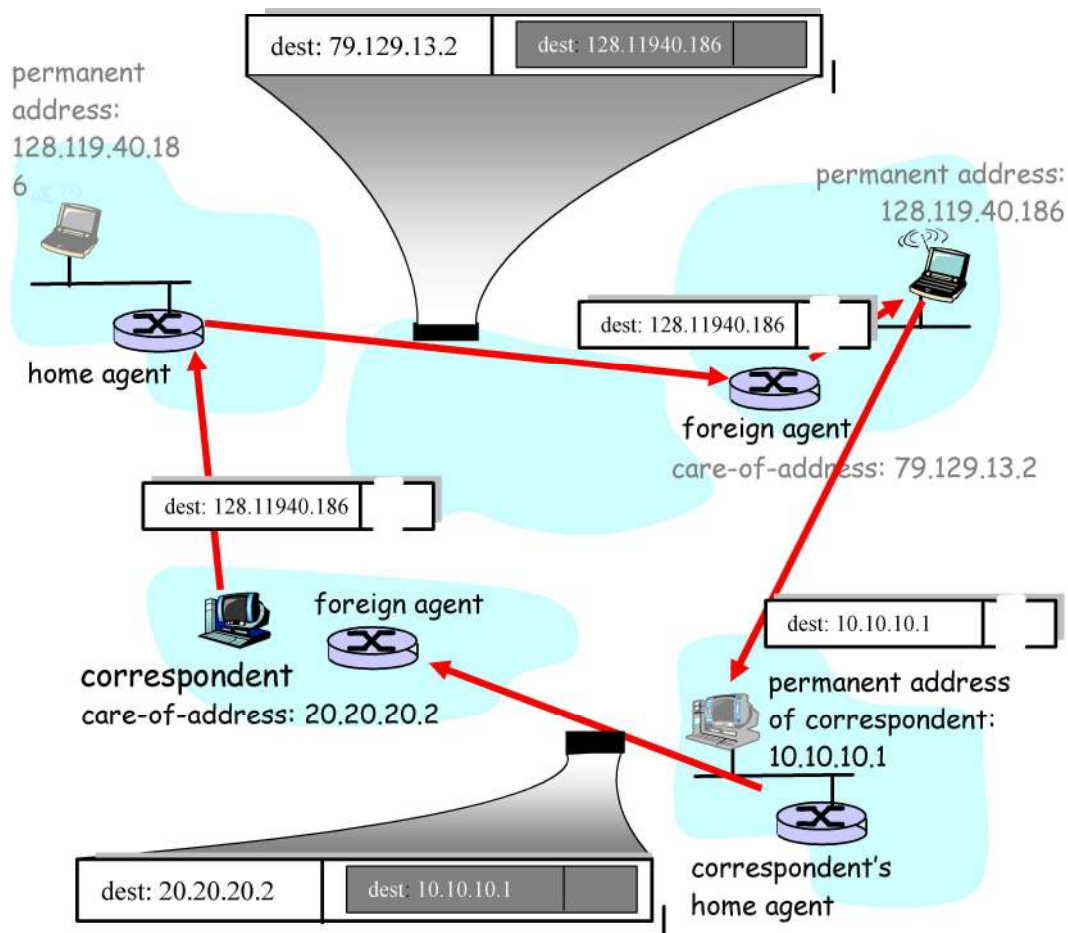 dest: 79.129.13.2
dest: 128.11940.186
permanent
address:
128.119.40.18
6
permanent address:
128.119.40.186
dest: 128.11940.186
home agent
foreign agent
care-of-address: 79.129.13.2
dest: 128.11940.186
foreign agent
correspondent
care-of-address: 20.20.20.2
dest: 10.10.10.1
permanent address
of correspondent:
10.10.10.1
correspondent's
home agent
dest: 20.20.20.2
dest: 10.10.10.1